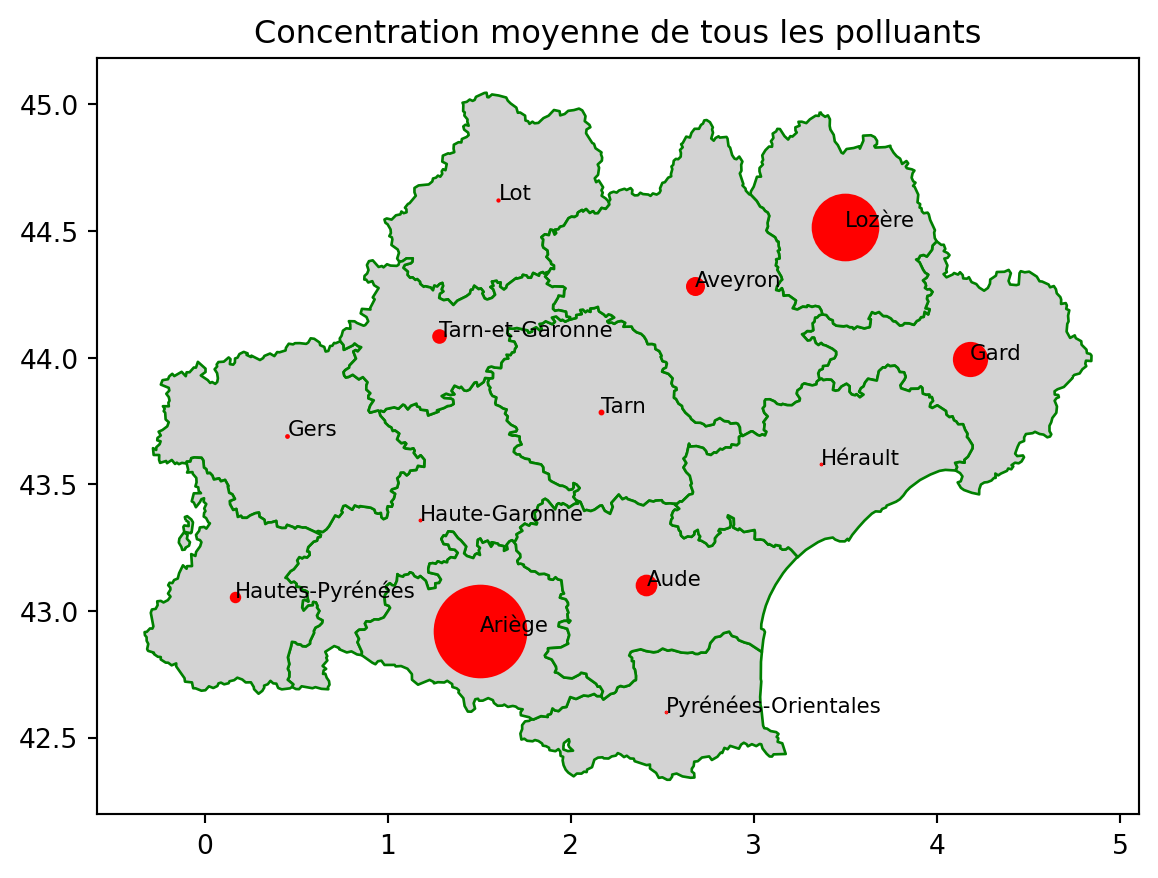 Concentration moyenne de tous les polluants
45.0
44.5
44.0
43.5
43.0
42.5
Lot
Lozère
Aveyron
Tarn-et-Garonne
Gard
Tarn
Gers
Hérault
Haute-Garonne
Aude
Hautes-Pyrénées
Ariège
Pyrénées-Orientales
0 1 2 3 4 5